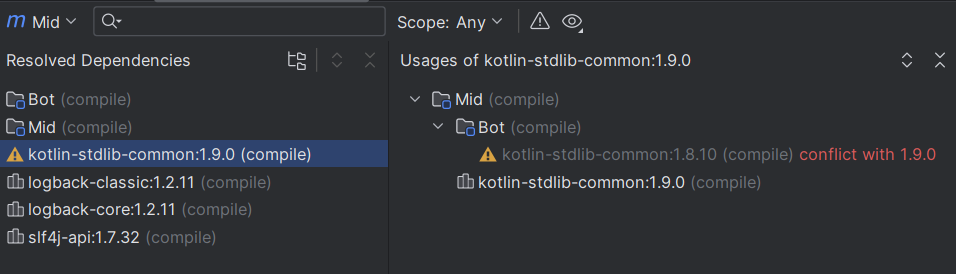 m Mid Scope: Any
Resolved Dependencies
Bot (compile)
Mid (compile)
kotlin-stdlib-common:1.9.0 (compile)
logback-classic:1.2.11 (compile)
logback-core:1.2.11 (compile)
slf4j-api:1.7.32 (compile)
Usages of kotlin-stdlib-common:1.9.0
Mid (compile)
Bot (compile)
kotlin-stdlib-common:1.8.10 (compile) conflict with 1.9.0
kotlin-stdlib-common:1.9.0 (compile)